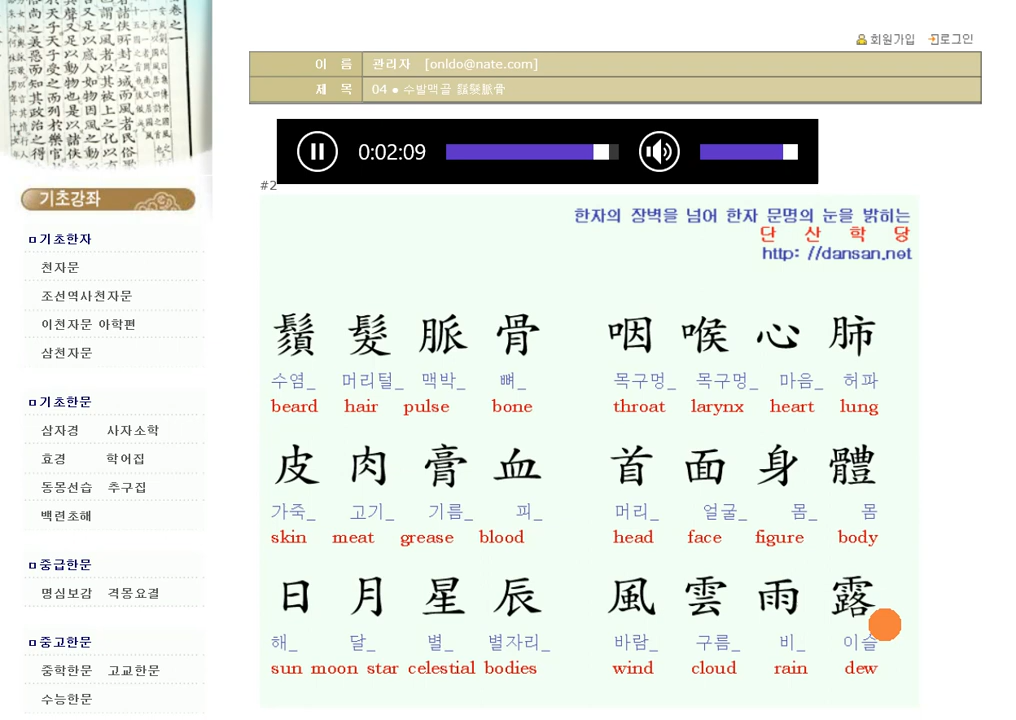 회원가입 로그인
이 름 관리자 [onldo@nate.com]
제 목 04 ● 수발맥골 鬚髮脈骨
0:02:09
#2
기초강좌
기초한자
천자문
조선역사천자문
이천자문 아학편
삼천자문
기초한문
삼자경 사자소학
효경 학어집
동몽선습 추구집
백련초해
중급한문
명심보감 격몽요결
중고한문
중학한문 고교한문
수능한문
한자의 장벽을 넘어 한자 문명의 눈을 밝히는
단 산 학 당
http: //dansan.net
鬚 髮 脈 骨 咽 喉 心 肺
수염_ 머리털_ 맥박_ 뼈_ 목구멍_ 목구멍_ 마음_ 허파
beard hair pulse bone throat larynx heart lung
皮 肉 膏 血 首 面 身 體
가죽_ 고기_ 기름_ 피_ 머리_ 얼굴_ 몸_ 몸
skin meat grease blood head face figure body
日 月 星 辰 風 雲 雨 露
해_ 달_ 별_ 별자리_ 바람_ 구름_ 비_ 이슬
sun moon star celestial bodies wind cloud rain dew